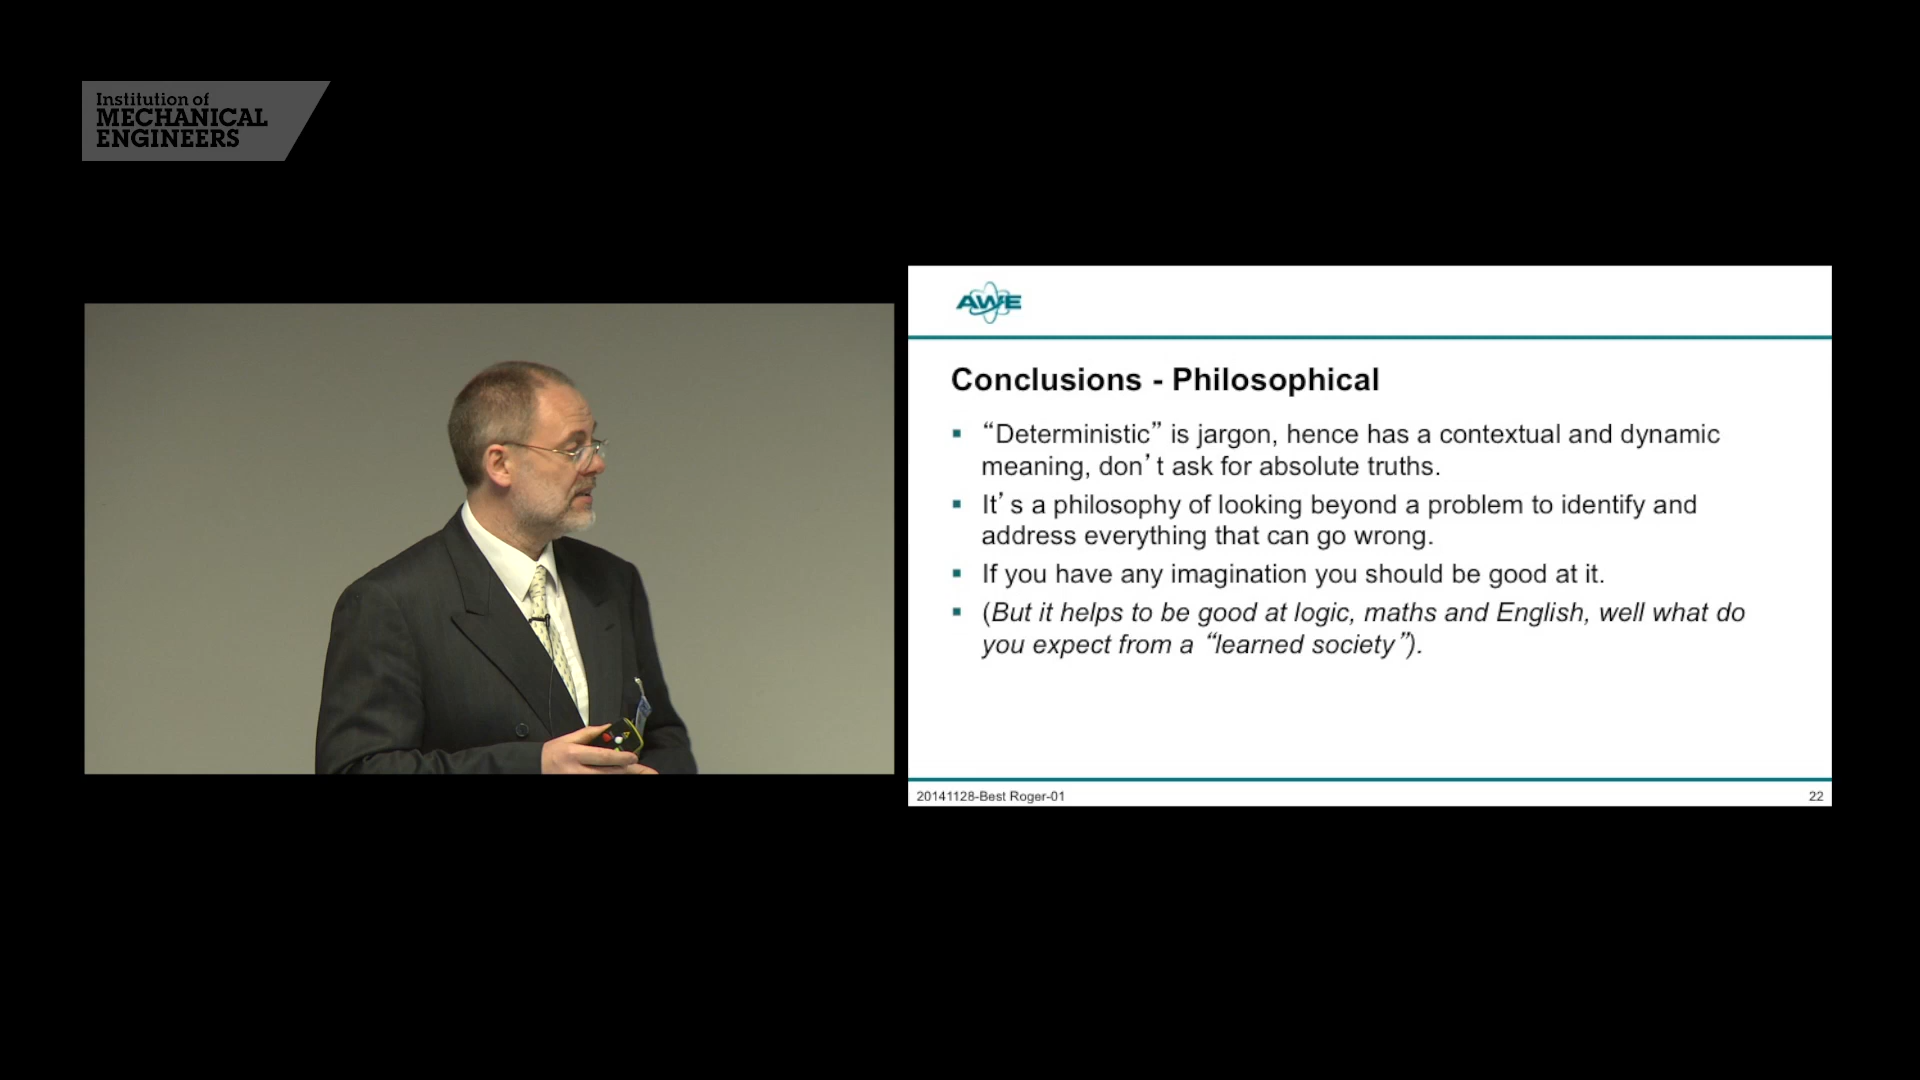 Institution of
MECHANICAL
ENGINEERS
AWE
Conclusions - Philosophical
▪ “Deterministic” is jargon, hence has a contextual and dynamic
meaning, don’t ask for absolute truths.
▪ It’s a philosophy of looking beyond a problem to identify and
address everything that can go wrong.
▪ If you have any imagination you should be good at it.
▪ (But it helps to be good at logic, maths and English, well what do
you expect from a “learned society”).
20141128-Best Roger-01
22